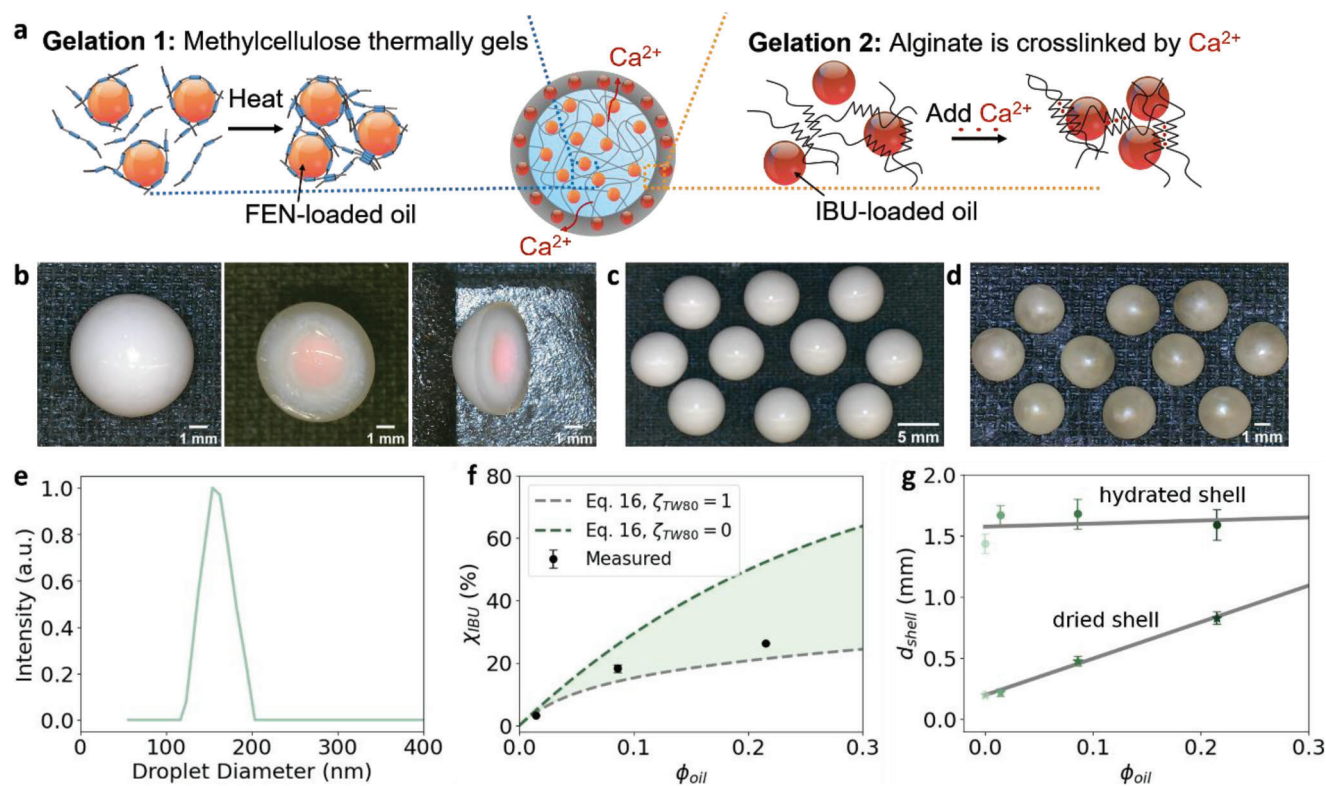 a
Gelation 1: Methylcellulose thermally gels
Heat
FEN-loaded oil
Ca²⁺
Ca²⁺
Gelation 2: Alginate is crosslinked by Ca²⁺
Add Ca²⁺
IBU-loaded oil
b
1 mm
1 mm
1 mm
c
5 mm
d
1 mm
e
Intensity (a.u.)
1.0
0.8
0.6
0.4
0.2
0.0
0
100
200
300
400
Droplet Diameter (nm)
f
χIBU (%)
80
60
40
20
0
Eq. 16, ζTW80 = 1
Eq. 16, ζTW80 = 0
Measured
0.0
0.1
0.2
0.3
ϕoil
g
dshell (mm)
2.0
1.5
1.0
0.5
0.0
hydrated shell
dried shell
0.0
0.1
0.2
0.3
ϕoil